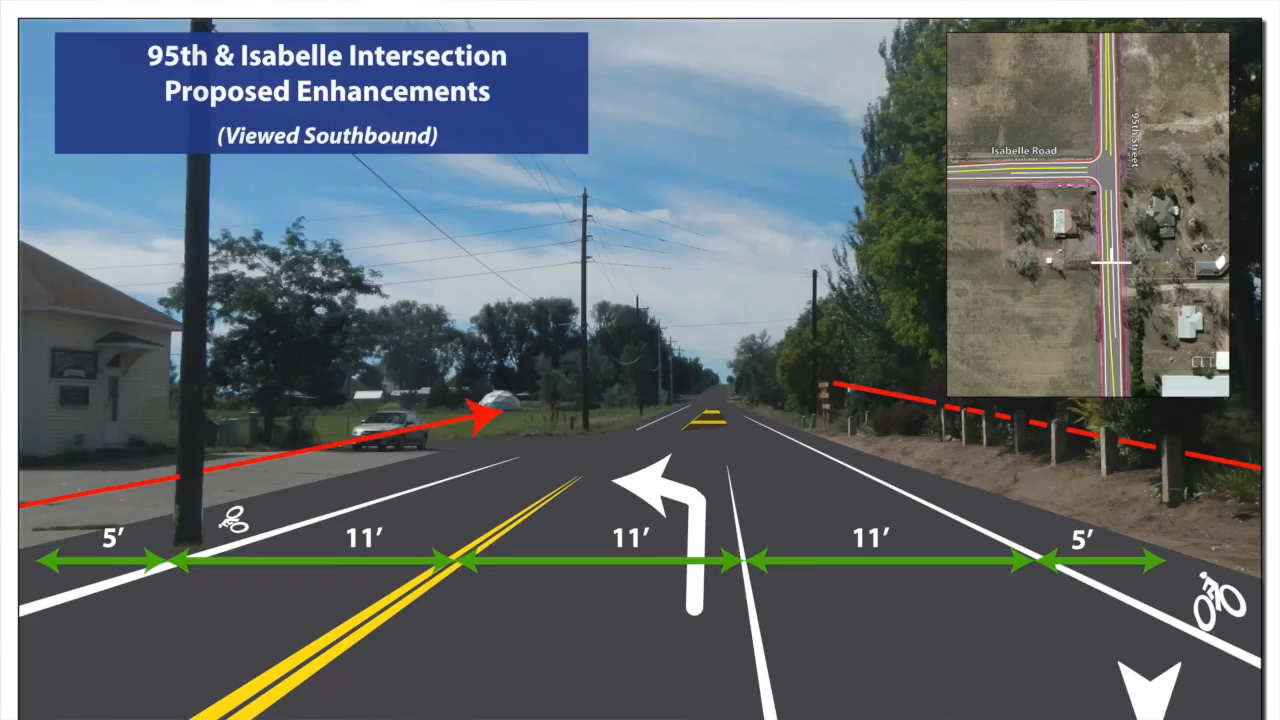 95th & Isabelle Intersection
Proposed Enhancements
(Viewed Southbound)
Isabelle Road
95th Street
5’
11’
11’
11’
5’